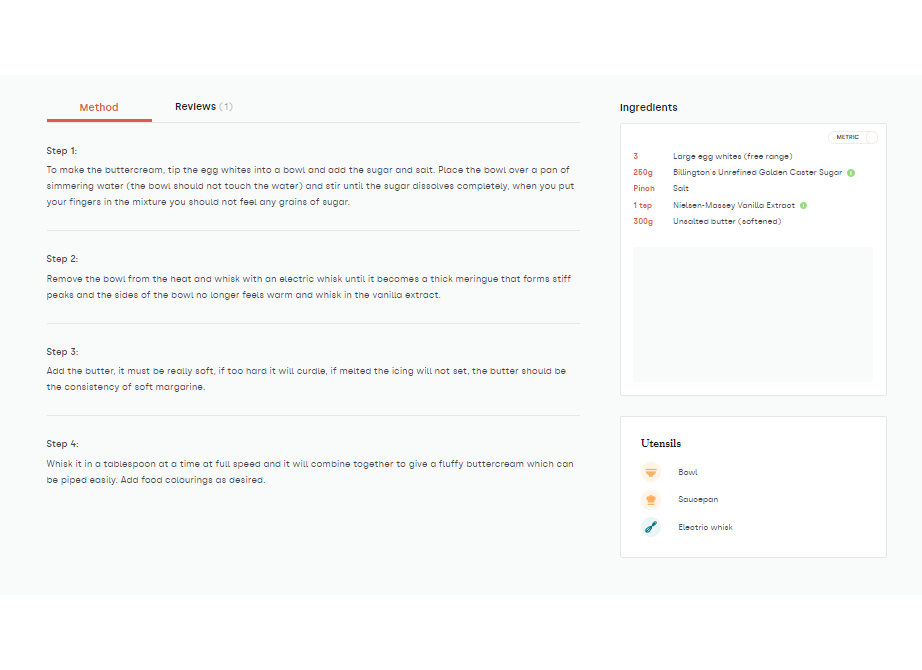 Method
Reviews (1)
Step 1:
To make the buttercream, tip the egg whites into a bowl and add the sugar and salt. Place the bowl over a pan of
simmering water (the bowl should not touch the water) and stir until the sugar dissolves completely, when you put
your fingers in the mixture you should not feel any grains of sugar.
Step 2:
Remove the bowl from the heat and whisk with an electric whisk until it becomes a thick meringue that forms stiff
peaks and the sides of the bowl no longer feels warm and whisk in the vanilla extract.
Step 3:
Add the butter, it must be really soft, if too hard it will curdle, if melted the icing will not set, the butter should be
the consistency of soft margarine.
Step 4:
Whisk it in a tablespoon at a time at full speed and it will combine together to give a fluffy buttercream which can
be piped easily. Add food colourings as desired.
Ingredients
METRIC
3 Large egg whites (free range)
250g Billington's Unrefined Golden Caster Sugar
Pinch Salt
1 tsp Nielsen-Massey Vanilla Extract
300g Unsalted butter (softened)
Utensils
Bowl
Saucepan
Electric whisk